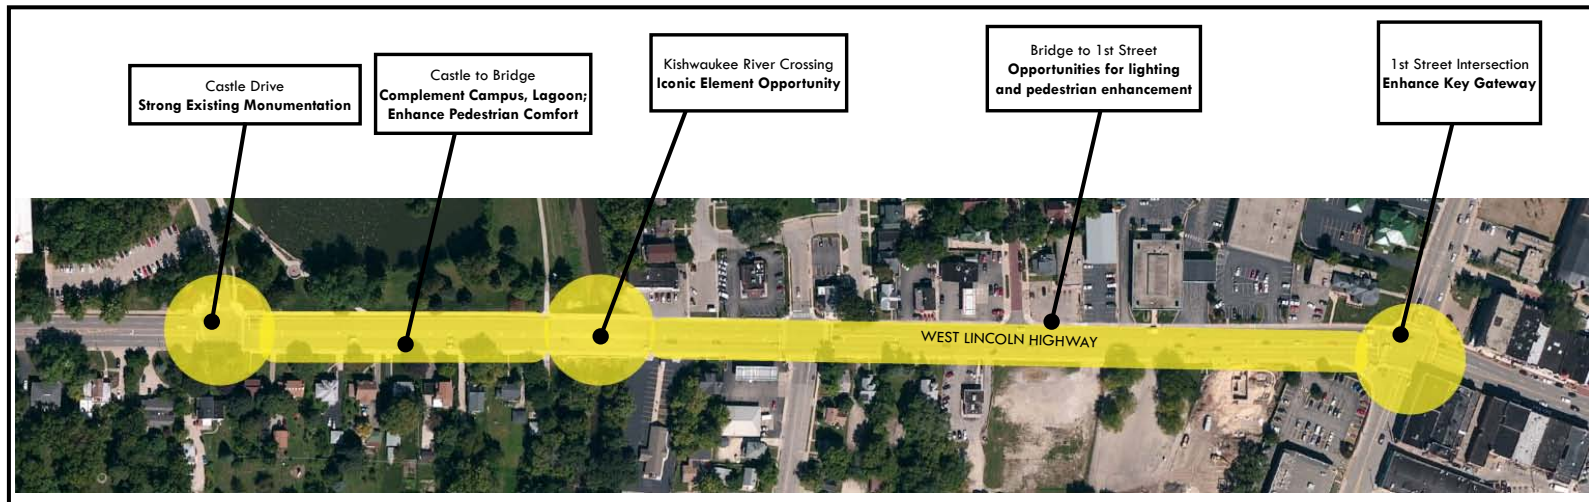 Castle Drive
Strong Existing Monumentation
Castle to Bridge
Complement Campus, Lagoon;
Enhance Pedestrian Comfort
Kishwaukee River Crossing
Iconic Element Opportunity
Bridge to 1st Street
Opportunities for lighting
and pedestrian enhancement
1st Street Intersection
Enhance Key Gateway
WEST LINCOLN HIGHWAY